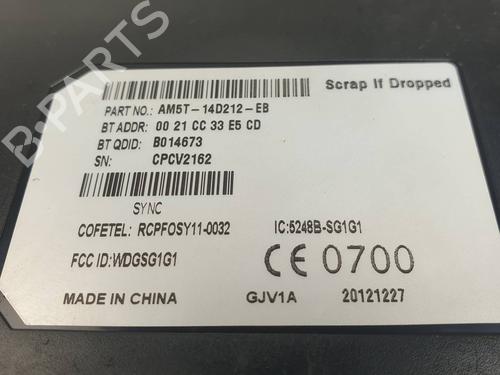 Scrap If Dropped
PART NO.: AM5T-14D212-EB
BT ADDR: 00 21 CC 33 E5 CD
BT QDID: B014673
SN: CPCV2162
SYNC
COFETEL: RCPFOSY11-0032 IC:5248B-SG1G1
FCC ID:WDGSG1G1 CE 0700
MADE IN CHINA GJV1A 20121227
B-PARTS